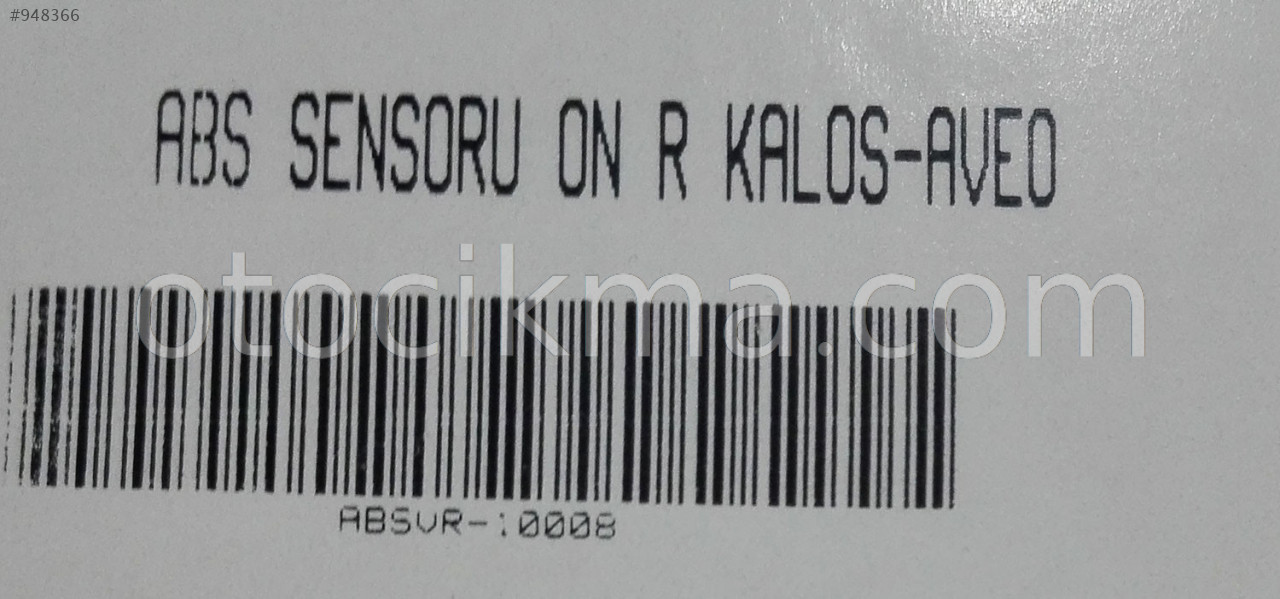 #948366
ABS SENSORU ON R KALOS-AVEO
otocikma.com
ABSVR-10008